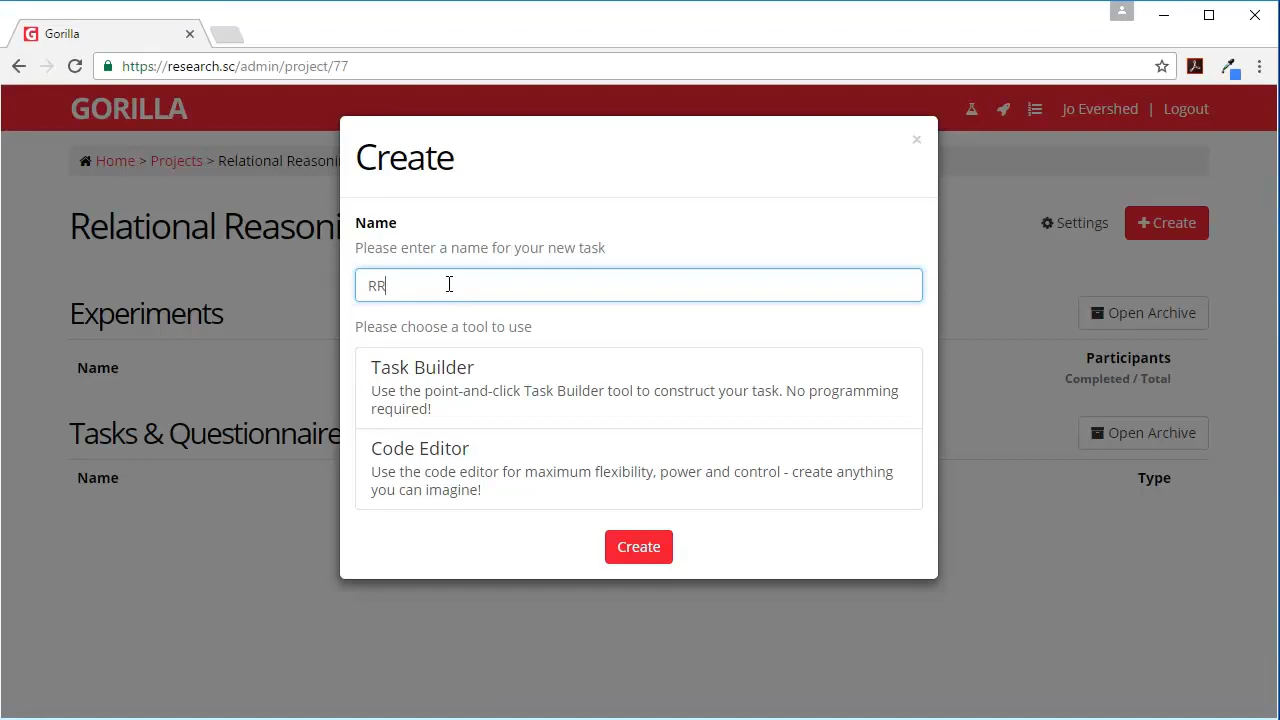 Gorilla
https://research.sc/admin/project/77
GORILLA
Jo Evershed | Logout
Home > Projects > Relational Reasoni
Relational Reasoni
Settings
Create
Experiments
Open Archive
Name
Participants
Completed / Total
Tasks & Questionnaire
Open Archive
Name
Type
Create
×
Name
Please enter a name for your new task
RR
Please choose a tool to use
Task Builder
Use the point-and-click Task Builder tool to construct your task. No programming
required!
Code Editor
Use the code editor for maximum flexibility, power and control - create anything
you can imagine!
Create